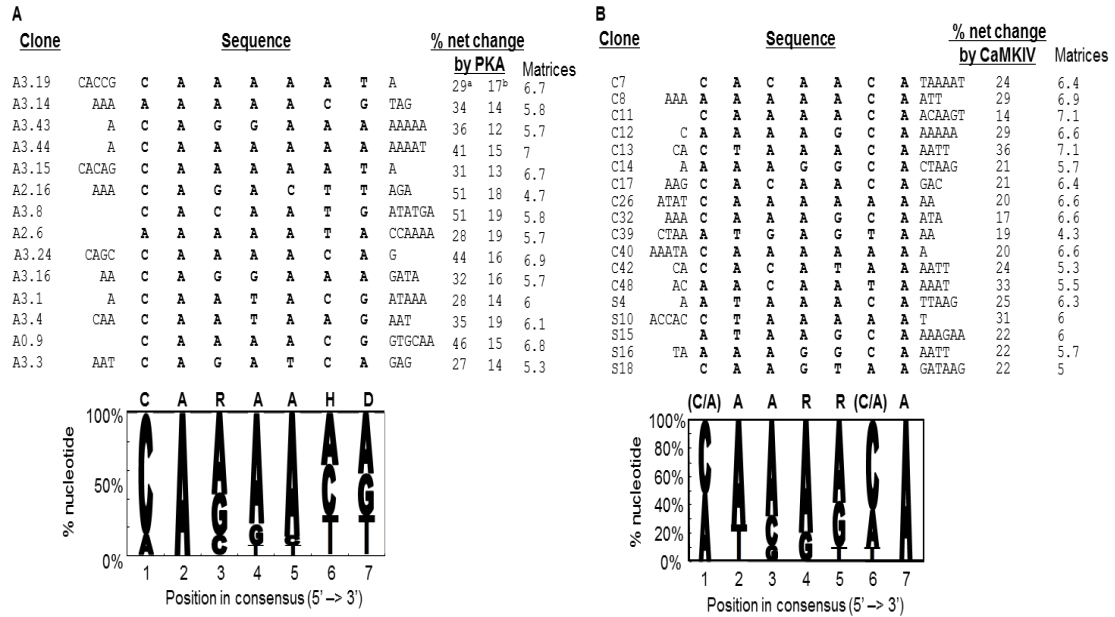 A
Clone Sequence % net change
by PKA Matrices
A3.19 CACCG C A A A A A T A 29ᵃ 17ᵇ 6.7
A3.14 AAA A A A A A C G TAG 34 14 5.8
A3.43 A C A G G A A A AAAAA 36 12 5.7
A3.44 A C A A A A A A AAAAT 41 15 7
A3.15 CACAG C A A A A A T A 31 13 6.7
A2.16 AAA C A G A C T T AGA 51 18 4.7
A3.8 C A C A A T G ATATGA 51 19 5.8
A2.6 A A A A A T A CCAAAA 28 19 5.7
A3.24 CAGC C A A A A C A G 44 16 6.9
A3.16 AA C A G G A A A GATA 32 16 5.7
A3.1 A C A A T A C G ATAAA 28 14 6
A3.4 CAA C A A T A A G AAT 35 19 6.1
A0.9 C A A A A C G GTGCAA 46 15 6.8
A3.3 AAT C A G A T C A GAG 27 14 5.3
C A R A A H D
100%
50%
0%
% nucleotide
C A A A A A A
A G G C C G
C T T T T
1 2 3 4 5 6 7
Position in consensus (5’ –> 3’)
B
Clone Sequence % net change
by CaMKIV Matrices
C7 C A C A A C A TAAAAT 24 6.4
C8 AAA A A A A A C A ATT 29 6.9
C11 C A A A A C A ACAAGT 14 7.1
C12 C A A A A G C A AAAAA 29 6.6
C13 CA C T A A A C A AATT 36 7.1
C14 A A A A G G C A CTAAG 21 5.7
C17 AAG C A C A A C A GAC 21 6.4
C26 ATAT C A A A A A A AA 20 6.6
C32 AAA C A A A G C A ATA 17 6.6
C39 CTAA A T G A G T A AA 19 4.3
C40 AAATA C A A A A A A A 20 6.6
C42 CA C A C A T A A AATT 24 5.3
C48 AC A A C A A T A AAAT 33 5.5
S4 A A T A A A C A TTAAG 25 6.3
S10 ACCAC C T A A A A A T 31 6
S15 A T A A G C A AAAGAA 22 6
S16 TA A A A G G C A AATT 22 5.7
S18 C A A G T A A GATAAG 22 5
(C/A) A A R R (C/A) A
100%
80%
60%
40%
20%
0%
% nucleotide
C A A A A C A
A T C G G A
G T T
1 2 3 4 5 6 7
Position in consensus (5’ –> 3’)